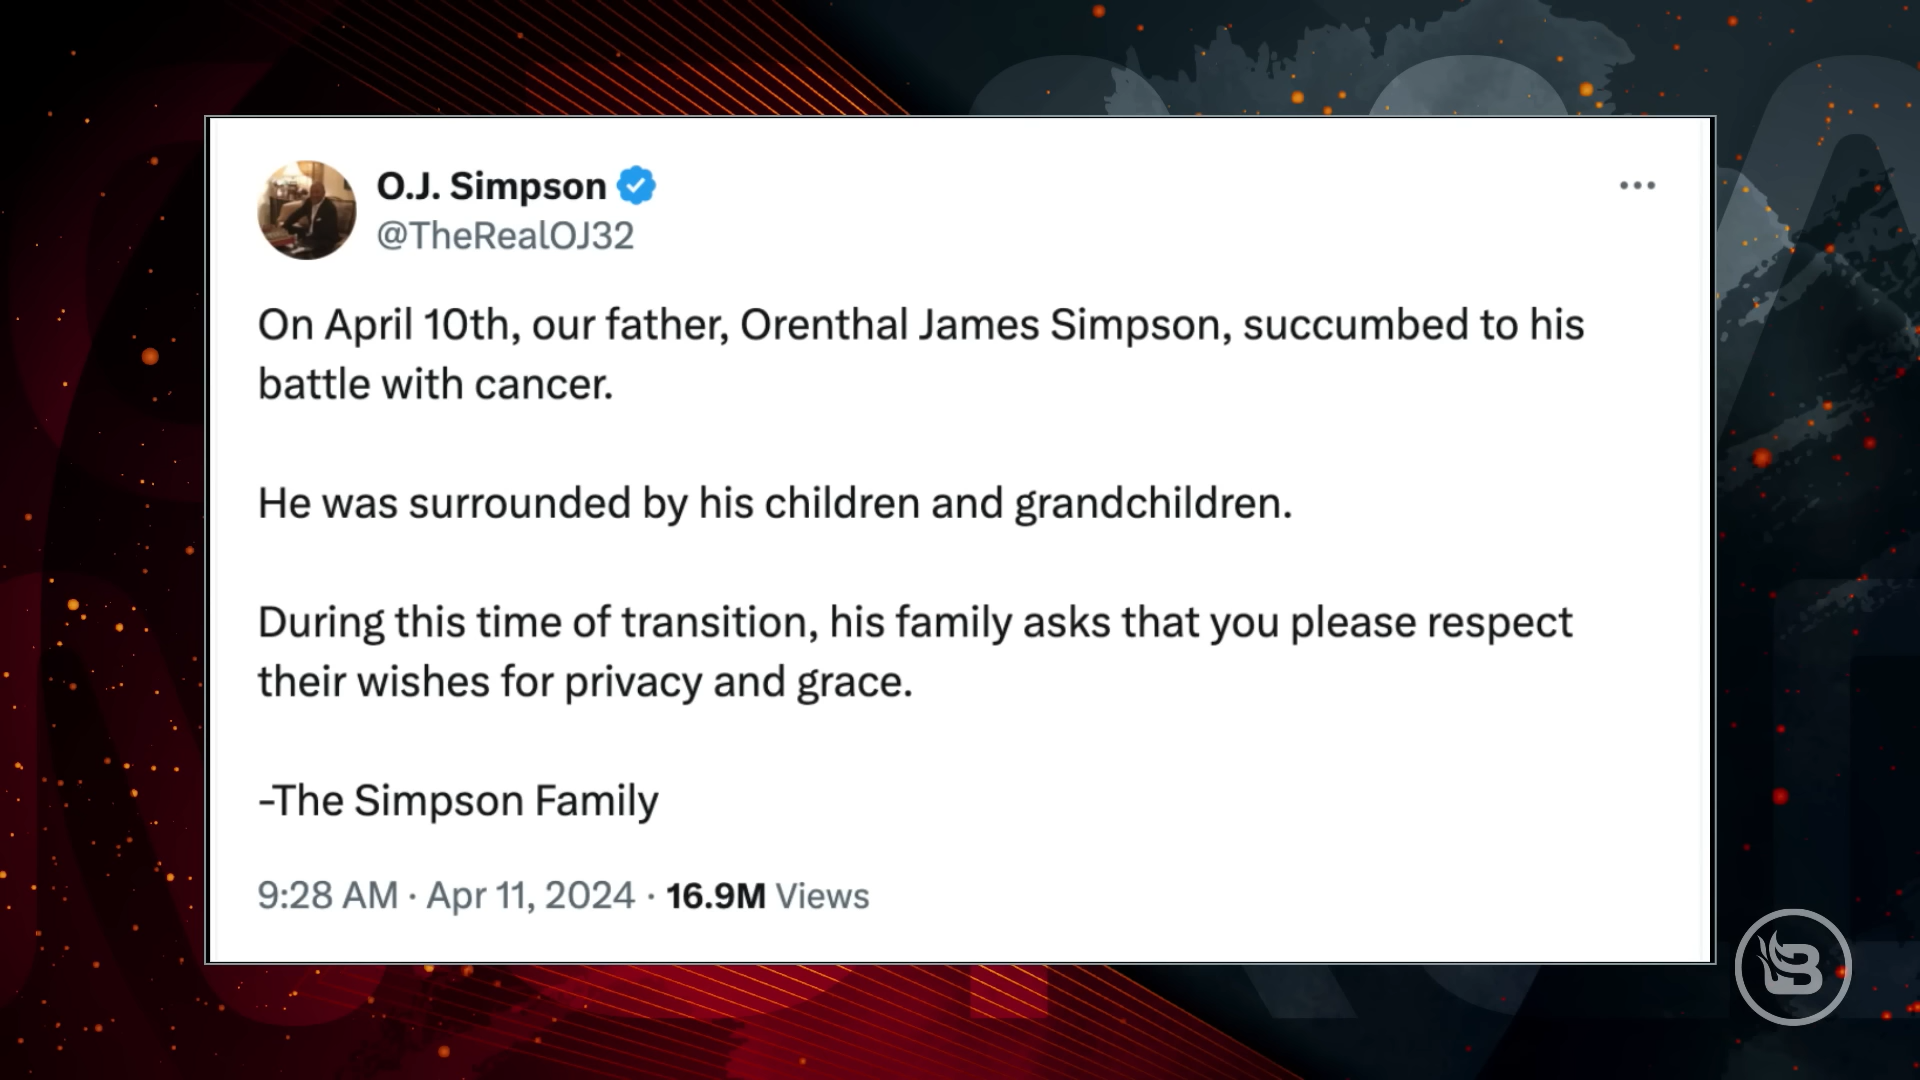 O.J. Simpson
@TheRealOJ32
On April 10th, our father, Orenthal James Simpson, succumbed to his
battle with cancer.
He was surrounded by his children and grandchildren.
During this time of transition, his family asks that you please respect
their wishes for privacy and grace.
-The Simpson Family
9:28 AM · Apr 11, 2024 · 16.9M Views
B